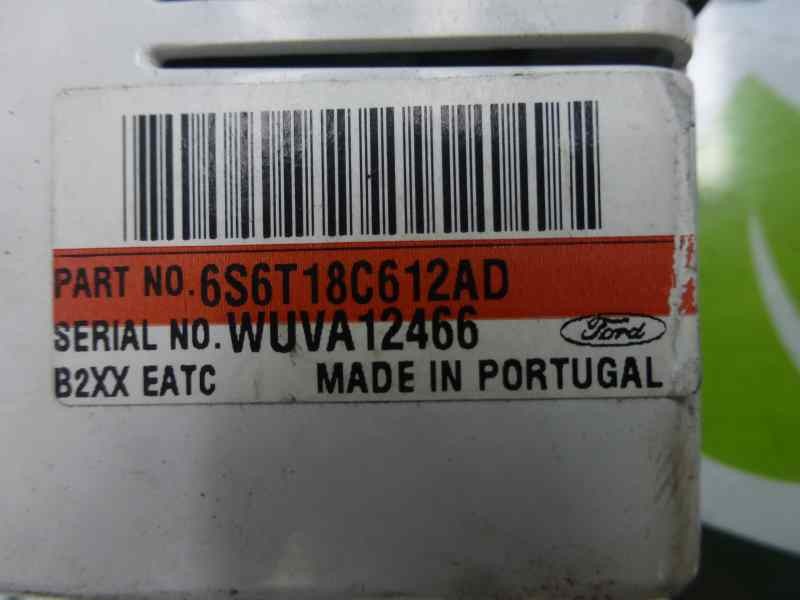 PART NO. 6S6T18C612AD
SERIAL NO. WUVA12466
Ford
B2XX EATC MADE IN PORTUGAL